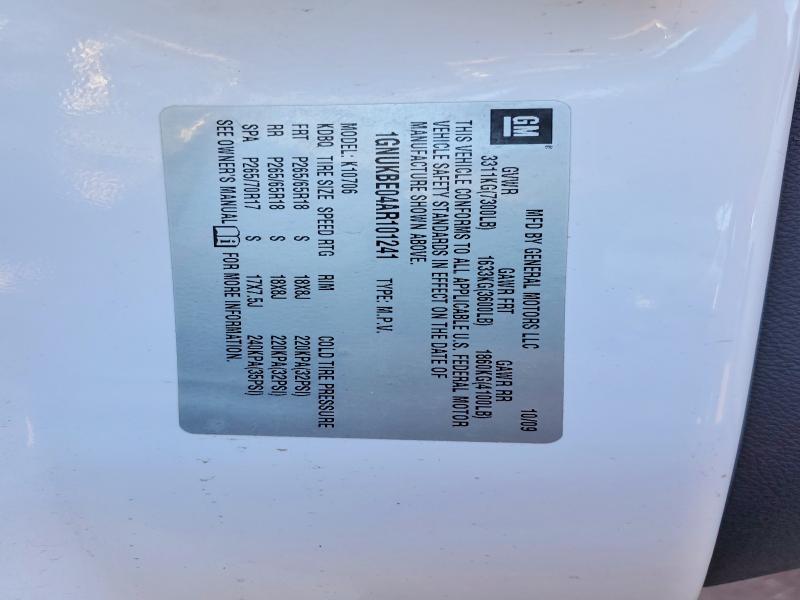 GM
MFD BY GENERAL MOTORS LLC 10/09
GVWR GAWR FRT GAWR RR
3311KG(7300LB) 1633KG(3600LB) 1860KG(4100LB)
THIS VEHICLE CONFORMS TO ALL APPLICABLE U.S. FEDERAL MOTOR
VEHICLE SAFETY STANDARDS IN EFFECT ON THE DATE OF
MANUFACTURE SHOWN ABOVE.
1GNUKBE04AR101241 TYPE: M.P.V.
MODEL: K10706
KDBQ TIRE SIZE SPEED RTG RIM COLD TIRE PRESSURE
FRT P265/65R18 S 18X8J 220KPA(32PSI)
RR P265/65R18 S 18X8J 220KPA(32PSI)
SPA P265/70R17 S 17X7.5J 240KPA(35PSI)
SEE OWNER'S MANUAL FOR MORE INFORMATION.